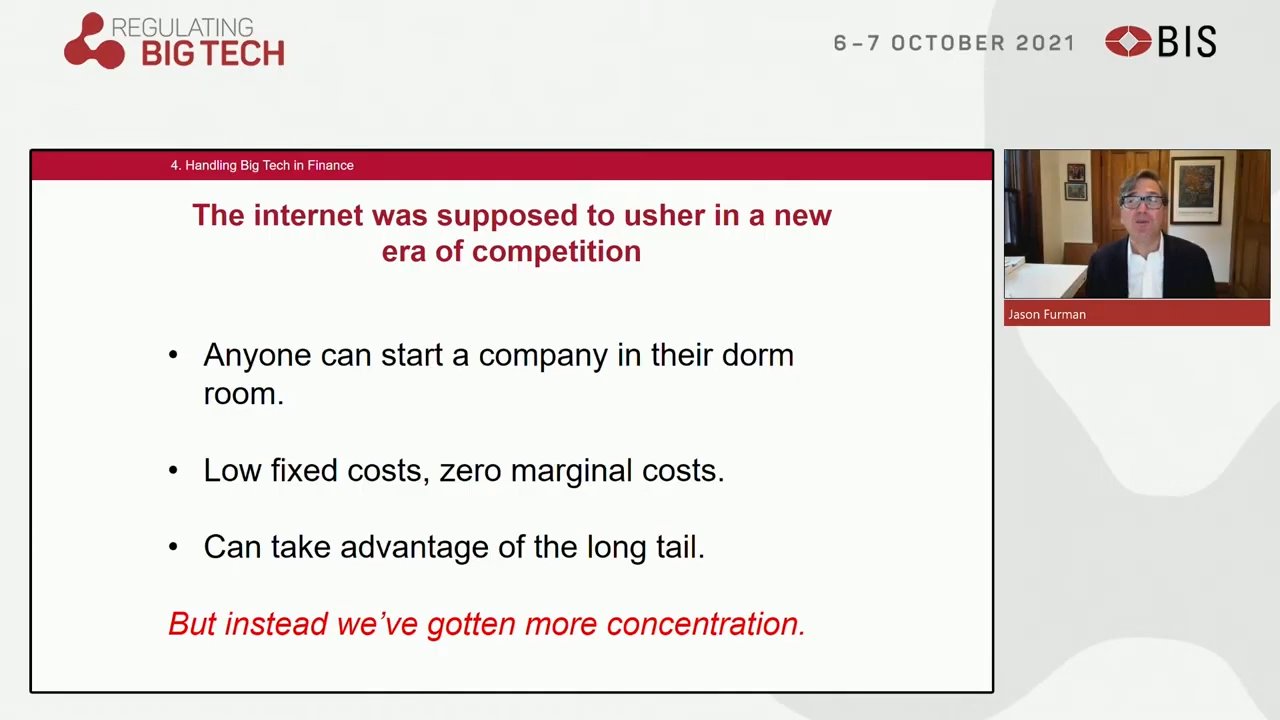 REGULATING
BIG TECH
6–7 OCTOBER 2021
BIS
4. Handling Big Tech in Finance
The internet was supposed to usher in a new
era of competition
• Anyone can start a company in their dorm
room.
• Low fixed costs, zero marginal costs.
• Can take advantage of the long tail.
But instead we’ve gotten more concentration.
Jason Furman